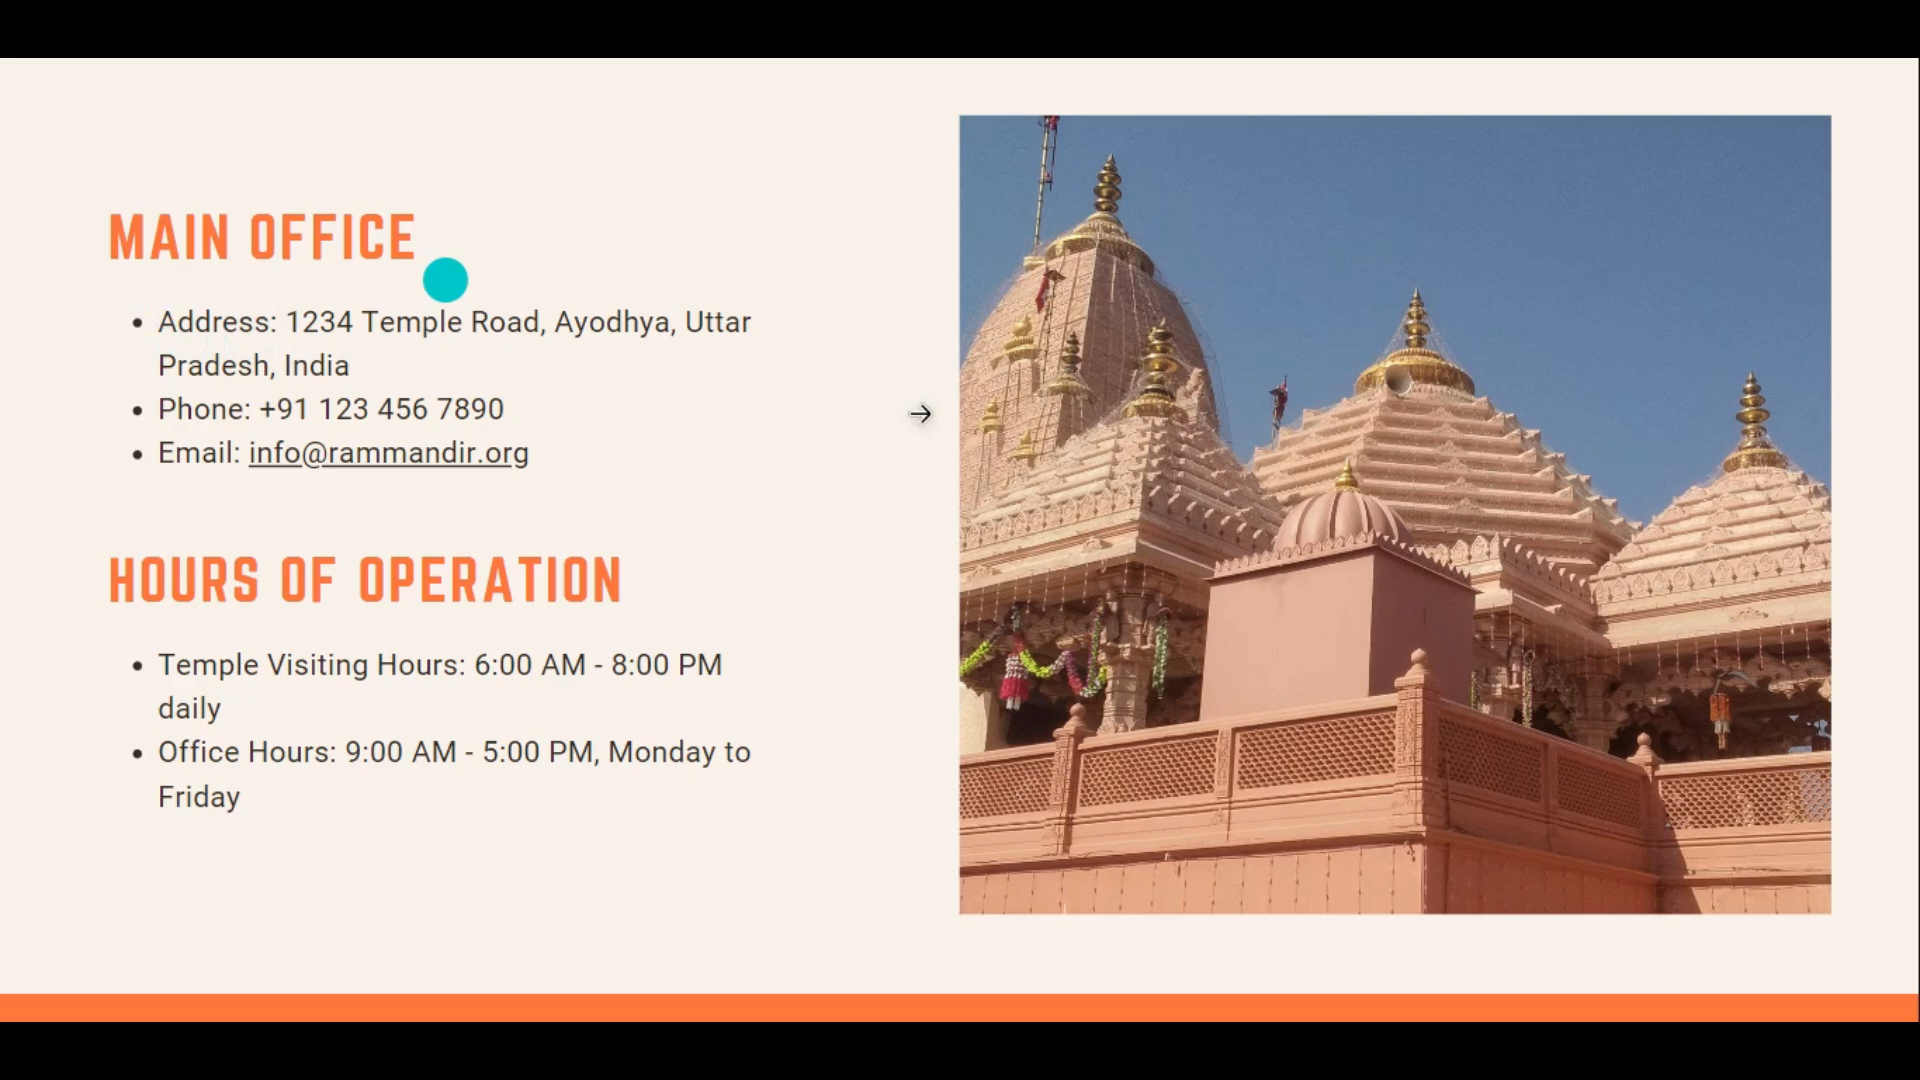 MAIN OFFICE
• Address: 1234 Temple Road, Ayodhya, Uttar
Pradesh, India
• Phone: +91 123 456 7890
• Email: info@rammandir.org
HOURS OF OPERATION
• Temple Visiting Hours: 6:00 AM - 8:00 PM
daily
• Office Hours: 9:00 AM - 5:00 PM, Monday to
Friday